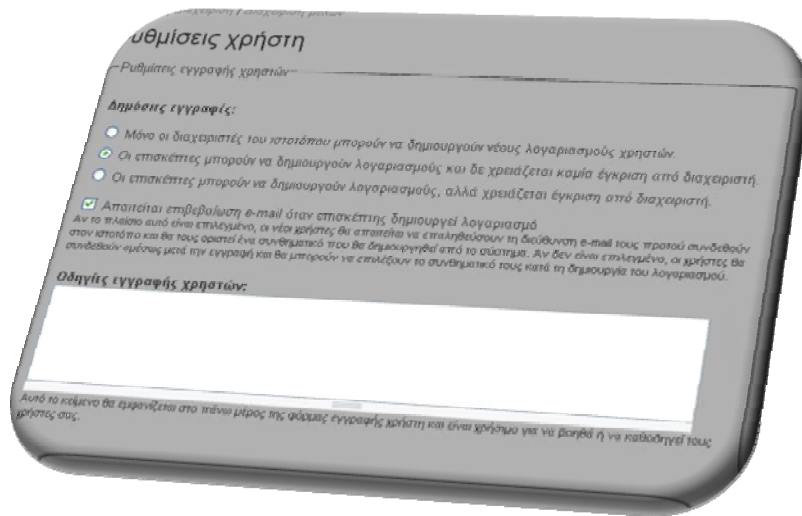 Διαχείριση | Διαχείριση μελών
υθμίσεις χρήστη
Ρυθμίσεις εγγραφής χρηστών
Δημόσιες εγγραφές:
Μόνο οι διαχειριστές του ιστοτόπου μπορούν να δημιουργούν νέους λογαριασμούς χρηστών.
Οι επισκέπτες μπορούν να δημιουργούν λογαριασμούς και δε χρειάζεται καμία έγκριση από διαχειριστή.
Οι επισκέπτες μπορούν να δημιουργούν λογαριασμούς, αλλά χρειάζεται έγκριση από διαχειριστή.
Απαιτείται επιβεβαίωση e-mail όταν επισκέπτης δημιουργεί λογαριασμό
Αν το πλαίσιο αυτό είναι επιλεγμένο, οι νέοι χρήστες θα απαιτείται να επαληθεύσουν τη διεύθυνση e-mail τους προτού συνδεθούν
στον ιστοτόπο και θα τους οριστεί ένα συνθηματικό που θα δημιουργηθεί από το σύστημα. Αν δεν είναι επιλεγμένο, οι χρήστες θα
συνδεθούν αμέσως μετά την εγγραφή και θα μπορούν να επιλέξουν το συνθηματικό τους κατά τη δημιουργία του λογαριασμού.
Οδηγίες εγγραφής χρηστών:
Αυτό το κείμενο θα εμφανίζεται στο πάνω μέρος της φόρμας εγγραφής χρήστη και είναι χρήσιμο για να βοηθά ή να καθοδηγεί τους
χρήστες σας.